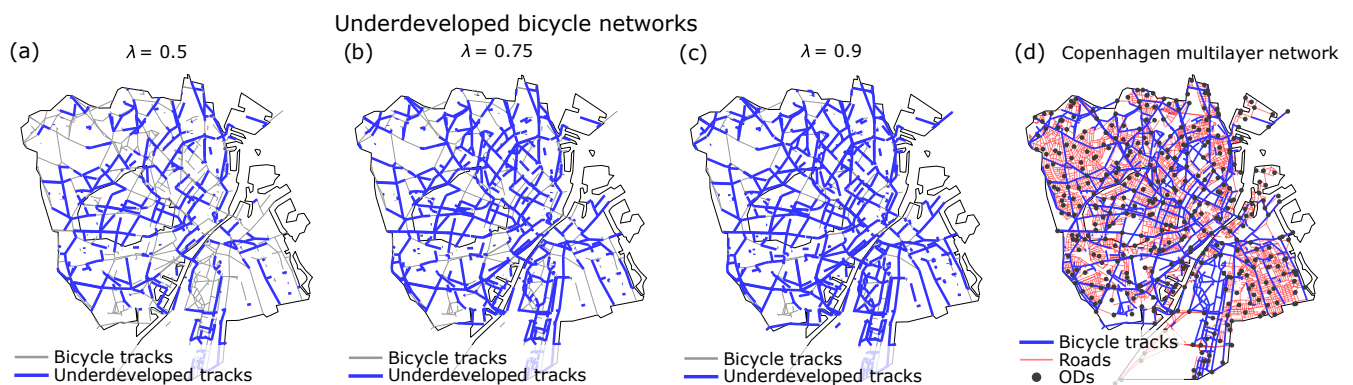 Underdeveloped bicycle networks
(a) λ = 0.5
(b) λ = 0.75
(c) λ = 0.9
(d) Copenhagen multilayer network
Bicycle tracks
Underdeveloped tracks
Bicycle tracks
Underdeveloped tracks
Bicycle tracks
Underdeveloped tracks
Bicycle tracks
Roads
ODs